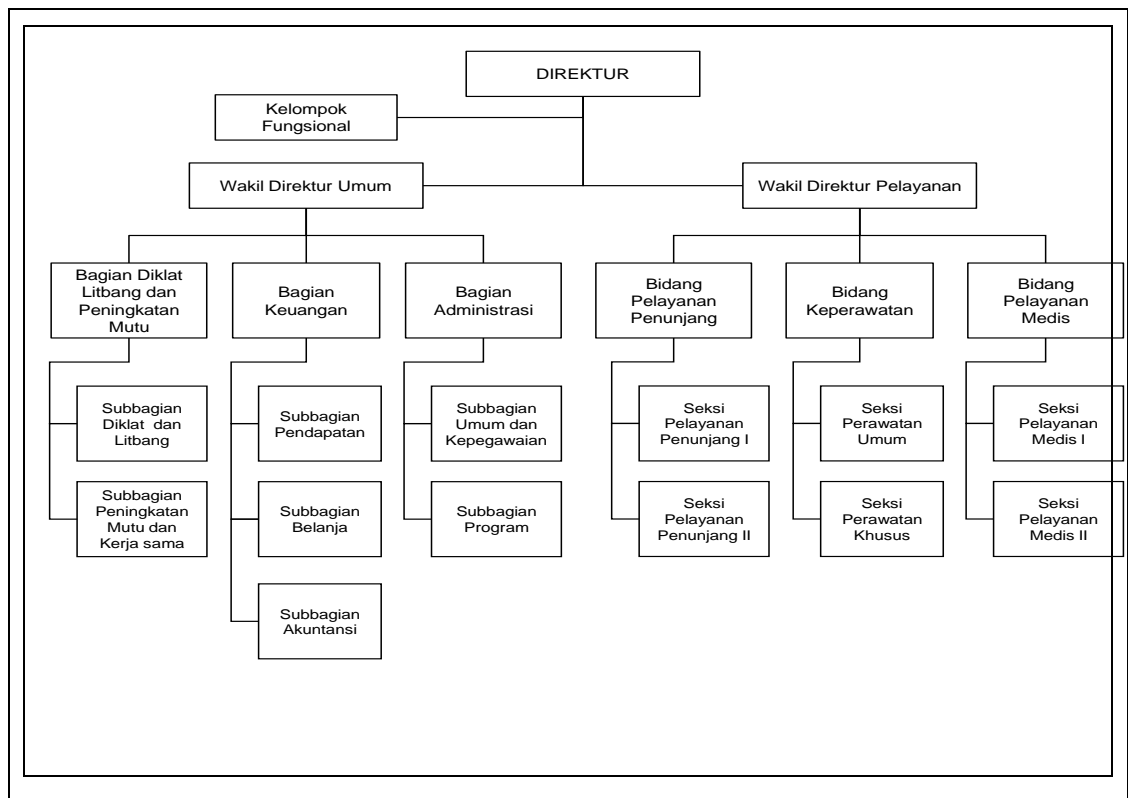 DIREKTUR
Kelompok
Fungsional
Wakil Direktur Umum
Wakil Direktur Pelayanan
Bagian Diklat
Litbang dan
Peningkatan
Mutu
Bagian
Keuangan
Bagian
Administrasi
Bidang
Pelayanan
Penunjang
Bidang
Keperawatan
Bidang
Pelayanan
Medis
Subbagian
Diklat dan
Litbang
Subbagian
Pendapatan
Subbagian
Umum dan
Kepegawaian
Seksi
Pelayanan
Penunjang I
Seksi
Perawatan
Umum
Seksi
Pelayanan
Medis I
Subbagian
Peningkatan
Mutu dan
Kerja sama
Subbagian
Belanja
Subbagian
Program
Seksi
Pelayanan
Penunjang II
Seksi
Perawatan
Khusus
Seksi
Pelayanan
Medis II
Subbagian
Akuntansi